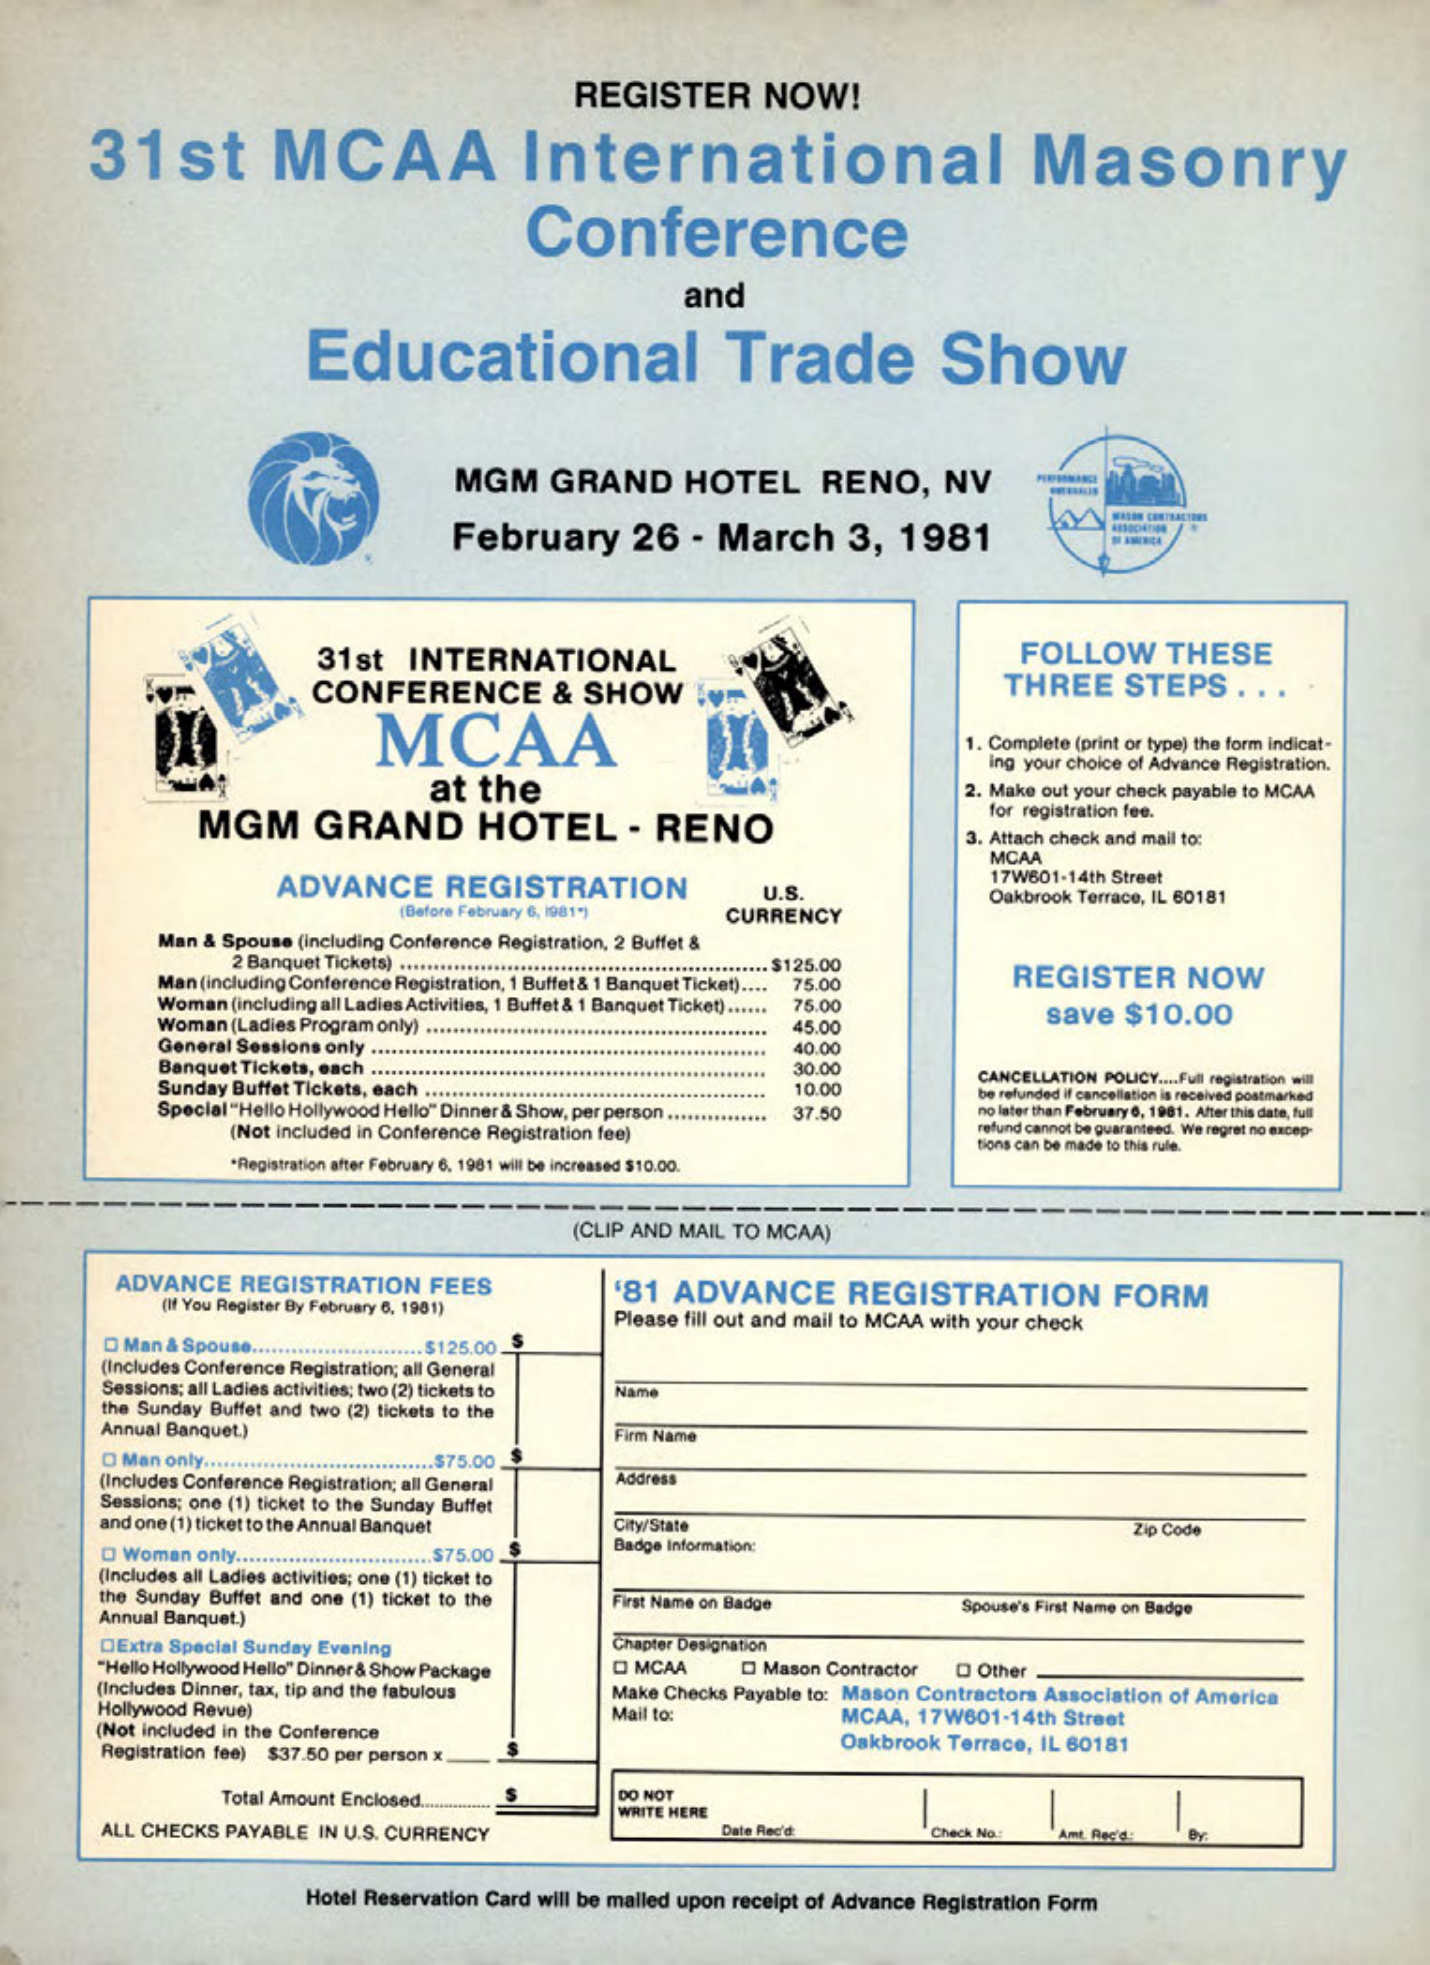 REGISTER NOW!
31st MCAA International Masonry
Conference
and
Educational Trade Show
MGM GRAND HOTEL RENO, NV
February 26 - March 3, 1981
PERFORMANCE
MASON CONTRACTORS
ASSOCIATION
OF AMERICA
31st INTERNATIONAL
CONFERENCE & SHOW
MCAA
at the
MGM GRAND HOTEL - RENO
ADVANCE REGISTRATION
(Before February 6, 1981*)
U.S.
CURRENCY
Man & Spouse (including Conference Registration, 2 Buffet &
2 Banquet Tickets) ........ $125.00
Man (including Conference Registration, 1 Buffet & 1 Banquet Ticket).... 75.00
Woman (including all Ladies Activities, 1 Buffet & 1 Banquet Ticket)...... 75.00
Woman (Ladies Program only) ........ 45.00
General Sessions only ........ 40.00
Banquet Tickets, each ........ 30.00
Sunday Buffet Tickets, each ........ 10.00
Special "Hello Hollywood Hello" Dinner & Show, per person ........ 37.50
(Not included in Conference Registration fee)
*Registration after February 6, 1981 will be increased $10.00.
FOLLOW THESE
THREE STEPS . . .
1. Complete (print or type) the form indicat-
ing your choice of Advance Registration.
2. Make out your check payable to MCAA
for registration fee.
3. Attach check and mail to:
MCAA
17W601-14th Street
Oakbrook Terrace, IL 60181
REGISTER NOW
save $10.00
CANCELLATION POLICY....Full registration will
be refunded if cancellation is received postmarked
no later than February 6, 1981. After this date, full
refund cannot be guaranteed. We regret no excep-
tions can be made to this rule.
(CLIP AND MAIL TO MCAA)
ADVANCE REGISTRATION FEES
(If You Register By February 6, 1981)
☐ Man & Spouse........$125.00 $
(Includes Conference Registration; all General
Sessions; all Ladies activities; two (2) tickets to
the Sunday Buffet and two (2) tickets to the
Annual Banquet.)
☐ Man only........$75.00 $
(Includes Conference Registration; all General
Sessions; one (1) ticket to the Sunday Buffet
and one (1) ticket to the Annual Banquet
☐ Woman only........$75.00 $
(Includes all Ladies activities; one (1) ticket to
the Sunday Buffet and one (1) ticket to the
Annual Banquet.)
☐ Extra Special Sunday Evening
"Hello Hollywood Hello" Dinner & Show Package
(Includes Dinner, tax, tip and the fabulous
Hollywood Revue)
(Not included in the Conference
Registration fee) $37.50 per person x ____ $
Total Amount Enclosed........ $
ALL CHECKS PAYABLE IN U.S. CURRENCY
'81 ADVANCE REGISTRATION FORM
Please fill out and mail to MCAA with your check
Name
Firm Name
Address
City/State Zip Code
Badge Information:
First Name on Badge Spouse's First Name on Badge
Chapter Designation
☐ MCAA ☐ Mason Contractor ☐ Other
Make Checks Payable to: Mason Contractors Association of America
Mail to: MCAA, 17W601-14th Street
Oakbrook Terrace, IL 60181
DO NOT
WRITE HERE
Date Rec'd: Check No.: Amt. Rec'd.: By:
Hotel Reservation Card will be mailed upon receipt of Advance Registration Form